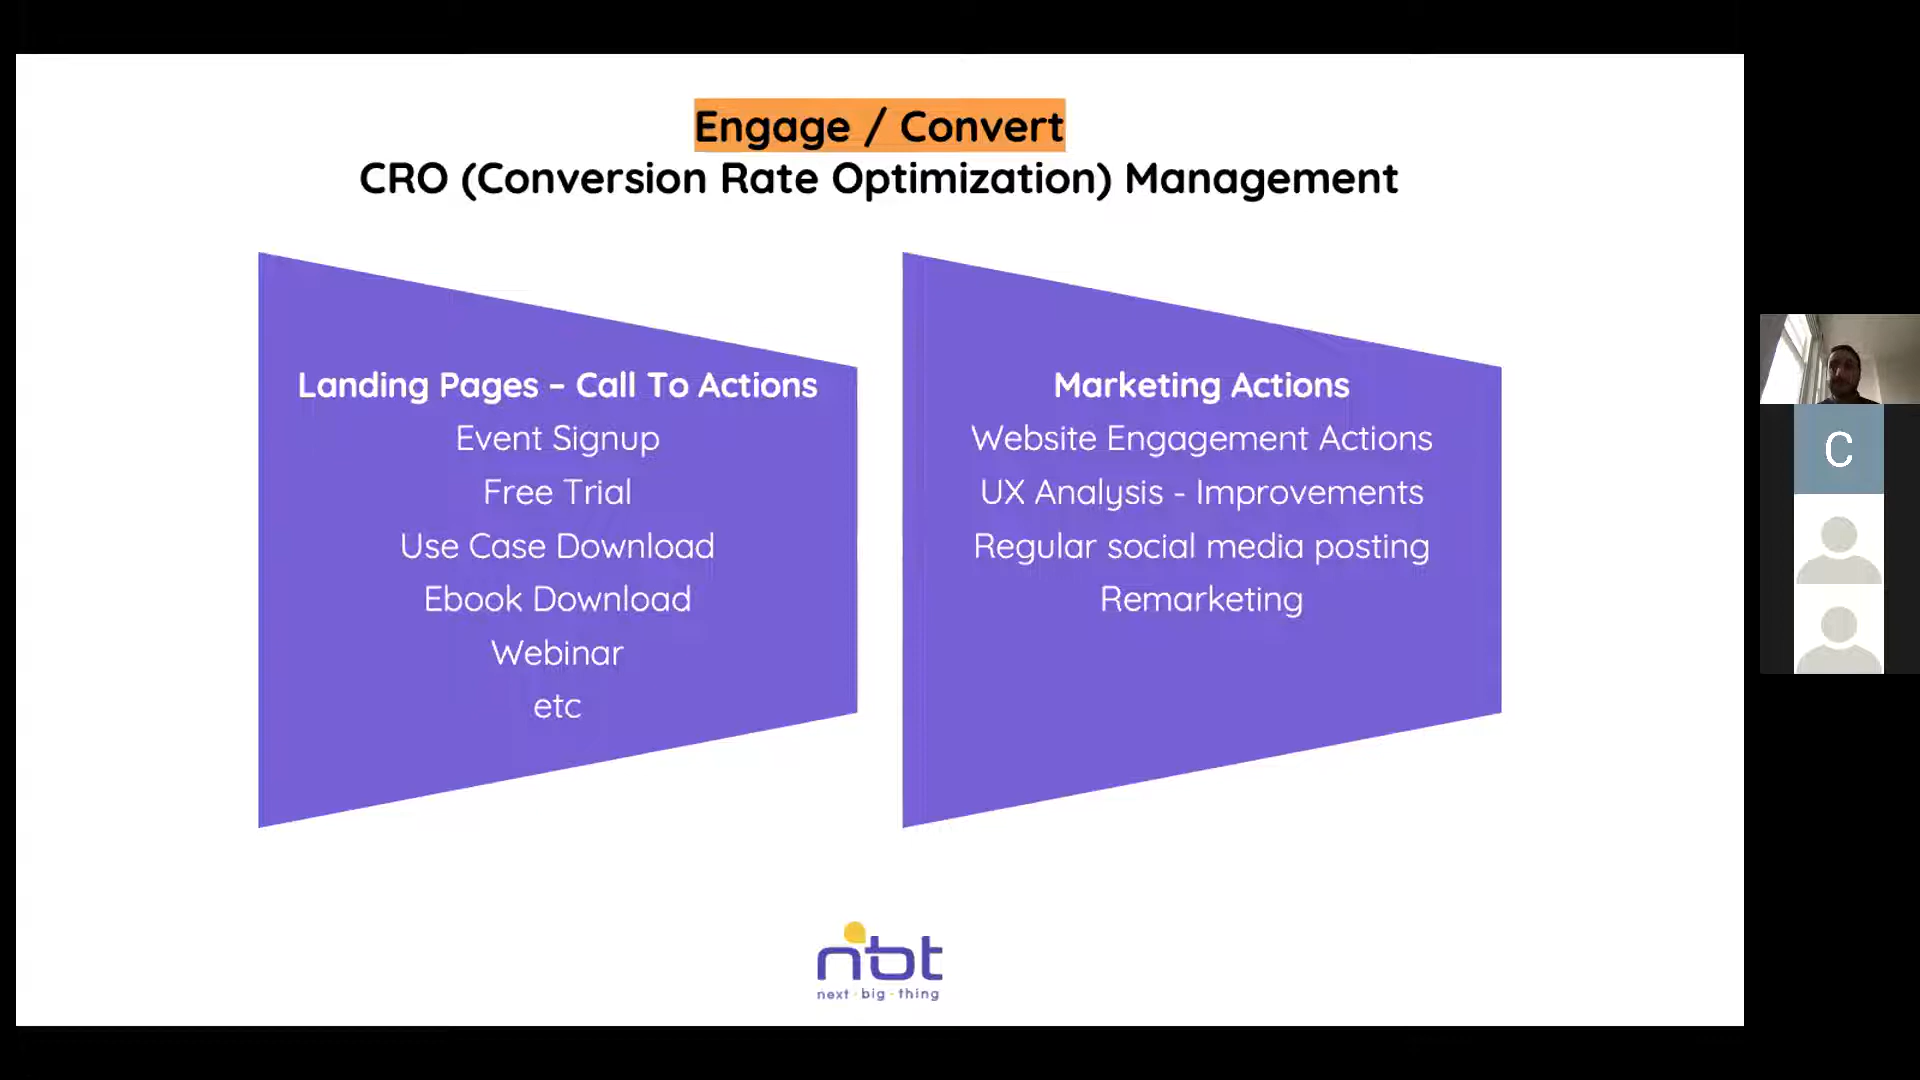 Engage / Convert
CRO (Conversion Rate Optimization) Management
Landing Pages – Call To Actions
Event Signup
Free Trial
Use Case Download
Ebook Download
Webinar
etc
Marketing Actions
Website Engagement Actions
UX Analysis - Improvements
Regular social media posting
Remarketing
C
nbt
next · big · thing